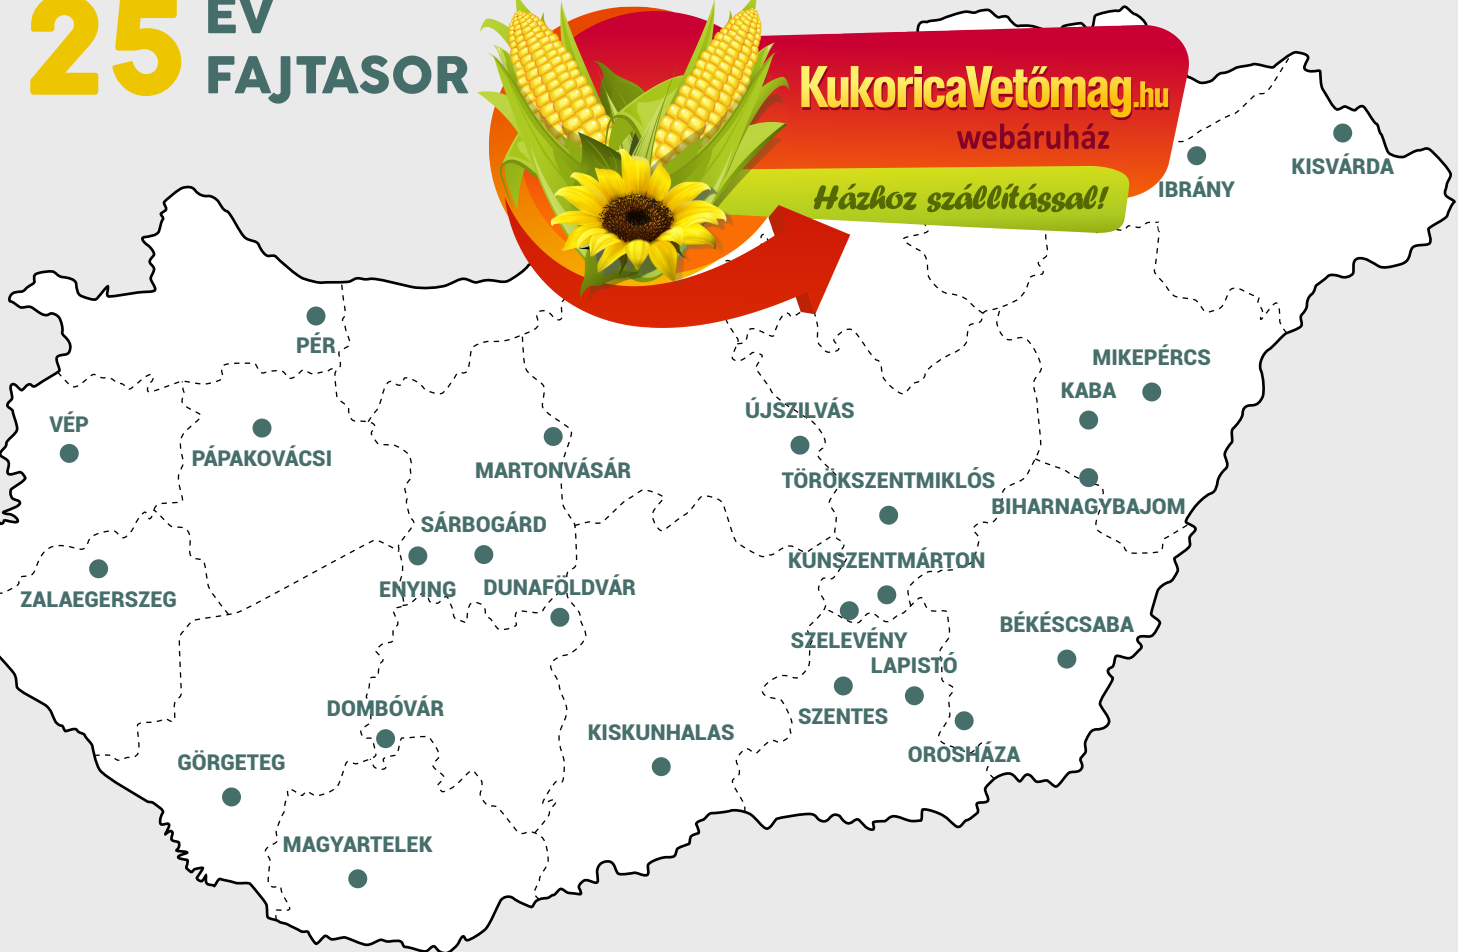 25 ÉV
FAJTASOR
KukoricaVetőmag.hu
webáruház
Házhoz szállítással!
KISVÁRDA
IBRÁNY
PÉR
MIKEPÉRCS
KABA
ÚJSZILVÁS
VÉP
PÁPAKOVÁCSI
MARTONVÁSÁR
TÖRÖKSZENTMIKLÓS
BIHARNAGYBAJOM
SÁRBOGÁRD
KUNSZENTMÁRTON
ENYING
DUNAFÖLDVÁR
ZALAEGERSZEG
BÉKÉSCSABA
SZELEVÉNY
LAPISTÓ
DOMBÓVÁR
SZENTES
KISKUNHALAS
OROSHÁZA
GÖRGETEG
MAGYARTELEK